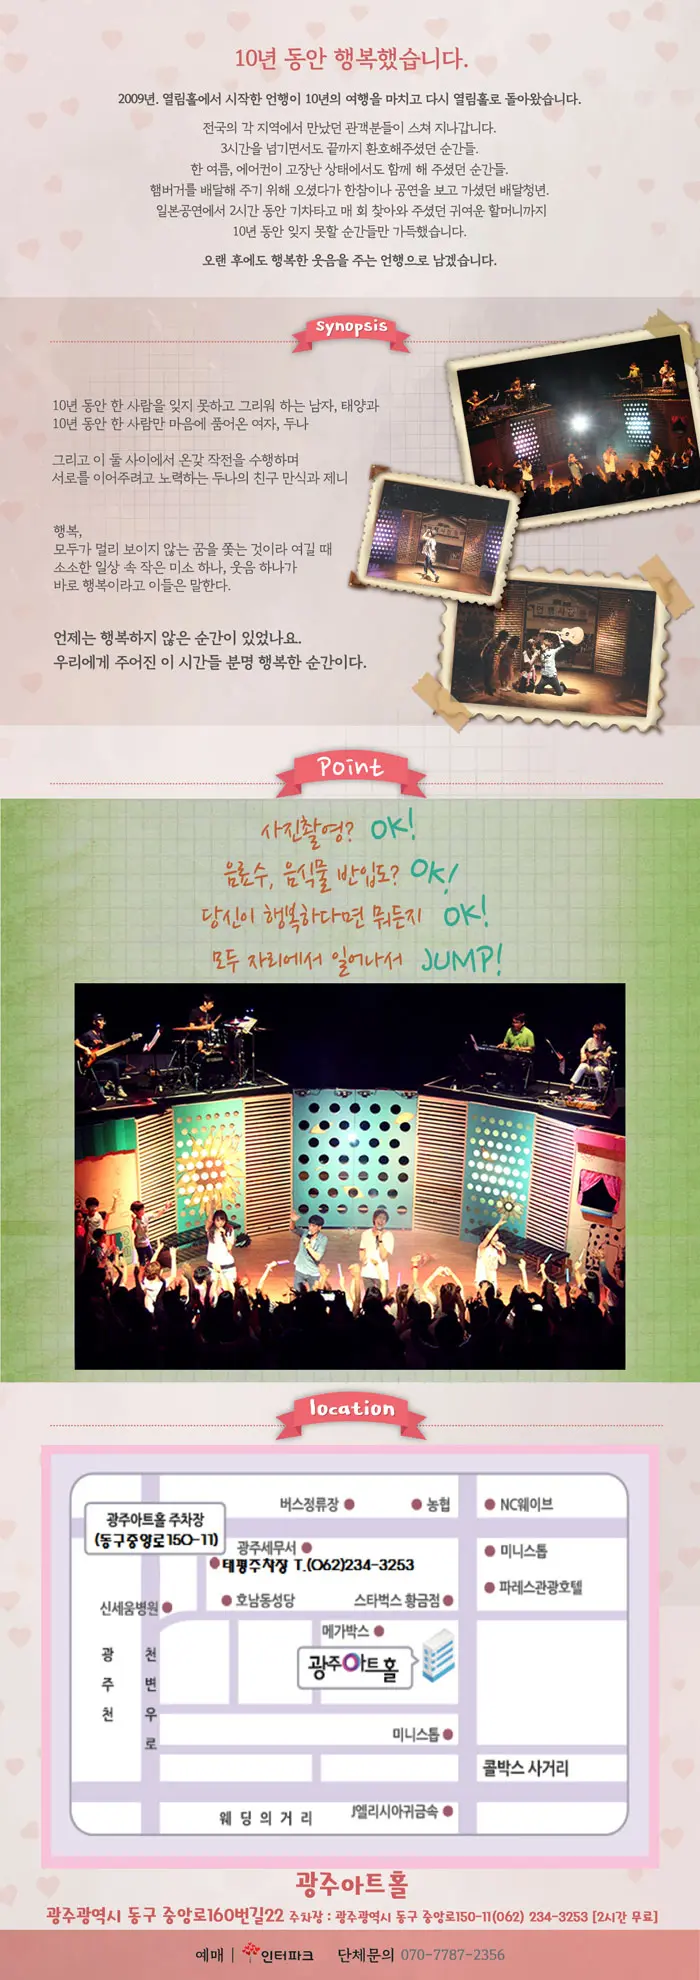 10년 동안 행복했습니다.
2009년. 열림홀에서 시작한 언행이 10년의 여행을 마치고 다시 열림홀로 돌아왔습니다.
전국의 각 지역에서 만났던 관객분들이 스쳐 지나갑니다.
3시간을 넘기면서도 끝까지 환호해주셨던 순간들.
한 여름, 에어컨이 고장난 상태에서도 함께 해 주셨던 순간들.
햄버거를 배달해 주기 위해 오셨다가 한참이나 공연을 보고 가셨던 배달청년.
일본공연에서 2시간 동안 기차타고 매 회 찾아와 주셨던 귀여운 할머니까지
10년 동안 잊지 못할 순간들만 가득했습니다.
오랜 후에도 행복한 웃음을 주는 언행으로 남겠습니다.
Synopsis
10년 동안 한 사람을 잊지 못하고 그리워 하는 남자, 태양과
10년 동안 한 사람만 마음에 품어온 여자, 두나
그리고 이 둘 사이에서 온갖 작전을 수행하며
서로를 이어주려고 노력하는 두나의 친구 만식과 제니
행복,
모두가 멀리 보이지 않는 꿈을 쫓는 것이라 여길 때
소소한 일상 속 작은 미소 하나, 웃음 하나가
바로 행복이라고 이들은 말한다.
언제는 행복하지 않은 순간이 있었나요.
우리에게 주어진 이 시간들 분명 행복한 순간이다.
Point
사진촬영? OK!
음료수, 음식물 반입도? OK!
당신이 행복하다면 뭐든지 OK!
모두 자리에서 일어나서 JUMP!
location
버스정류장 농협 NC웨이브
광주아트홀 주차장
(동구중앙로150-11)
광주세무서 미니스톱
태평주차장 T.(062)234-3253
신세움병원 호남동성당 스타벅스 황금점 파레스관광호텔
메가박스
광주아트홀
광주천
천변우로
미니스톱
콜박스 사거리
웨딩의거리 J엘리시아귀금속
광주아트홀
광주광역시 동구 중앙로160번길22 주차장 : 광주광역시 동구 중앙로150-11(062) 234-3253 [2시간 무료]
예매 | 인터파크 단체문의 070-7787-2356